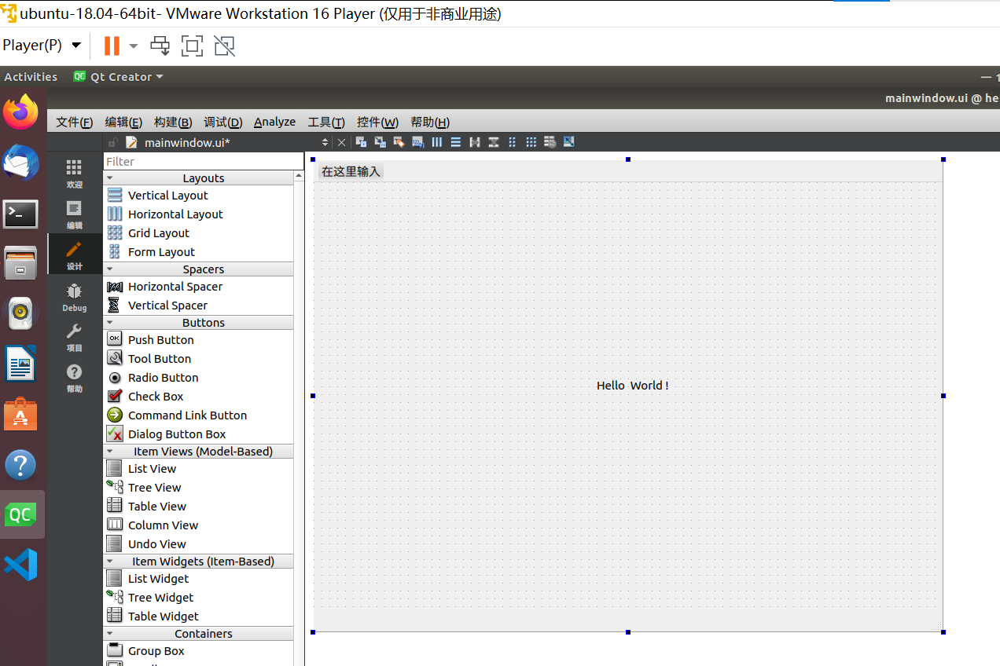 ubuntu-18.04-64bit- VMware Workstation 16 Player (仅用于非商业用途)
Player(P)
Activities QC Qt Creator
mainwindow.ui @ he
文件(F) 编辑(E) 构建(B) 调试(D) Analyze 工具(T) 控件(W) 帮助(H)
mainwindow.ui*
欢迎
编辑
设计
Debug
项目
帮助
QC
Filter
Layouts
Vertical Layout
Horizontal Layout
Grid Layout
Form Layout
Spacers
Horizontal Spacer
Vertical Spacer
Buttons
OK Push Button
Tool Button
Radio Button
Check Box
Command Link Button
Dialog Button Box
Item Views (Model-Based)
List View
Tree View
Table View
Column View
Undo View
Item Widgets (Item-Based)
List Widget
Tree Widget
Table Widget
Containers
Group Box
在这里输入
Hello World !